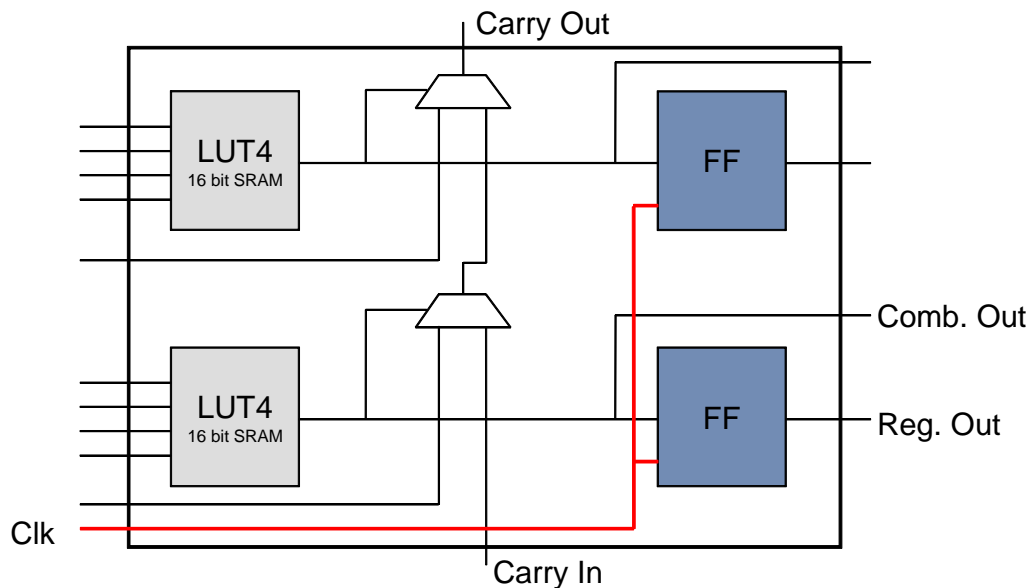 Carry Out
LUT4
16 bit SRAM
FF
Comb. Out
LUT4
16 bit SRAM
FF
Reg. Out
Clk
Carry In